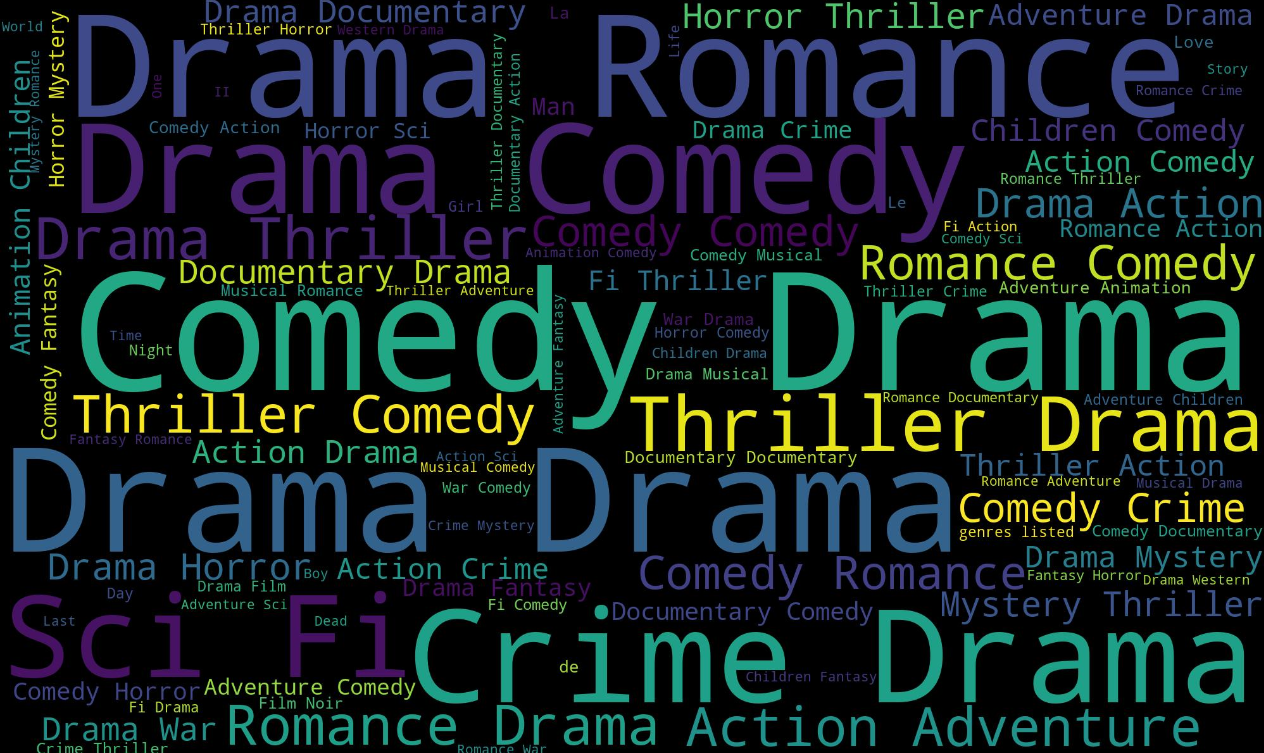 Drama Documentary
La
Horror Thriller
Adventure Drama
World
Thriller Horror
Western Drama
Drama Romance
Life
Love
Story
Romance Crime
One
II
Horror Mystery
Mystery Romance
Animation Children
Thriller Documentary
Documentary Action
Man
Comedy Action
Horror Sci
Drama Crime
Children Comedy
Drama Comedy
Action Comedy
Romance Thriller
Girl
Le
Drama Action
Drama Thriller
Comedy Comedy
Fi Action
Romance Action
Comedy Sci
Animation Comedy
Comedy Musical
Romance Comedy
Documentary Drama
Fi Thriller
Musical Romance
Thriller Adventure
Thriller Crime
Adventure Animation
Comedy Fantasy
Comedy Drama
Adventure Fantasy
War Drama
Horror Comedy
Time
Night
Children Drama
Drama Musical
Romance Documentary
Adventure Children
Thriller Comedy
Thriller Drama
Fantasy Romance
Action Drama
Action Sci
Musical Comedy
Documentary Documentary
Thriller Action
Drama Drama
War Comedy
Romance Adventure
Musical Drama
Comedy Crime
Crime Mystery
genres listed
Comedy Documentary
Drama Horror
Boy
Action Crime
Comedy Romance
Drama Mystery
Fantasy Horror
Drama Western
Drama Film
Drama Fantasy
Day
Adventure Sci
Fi Comedy
Documentary Comedy
Mystery Thriller
Sci Fi
Last
Dead
Crime Drama
de
Children Fantasy
Comedy Horror
Adventure Comedy
Fi Drama
Film Noir
Drama War
Romance Drama
Action Adventure
Crime Thriller
Romance War